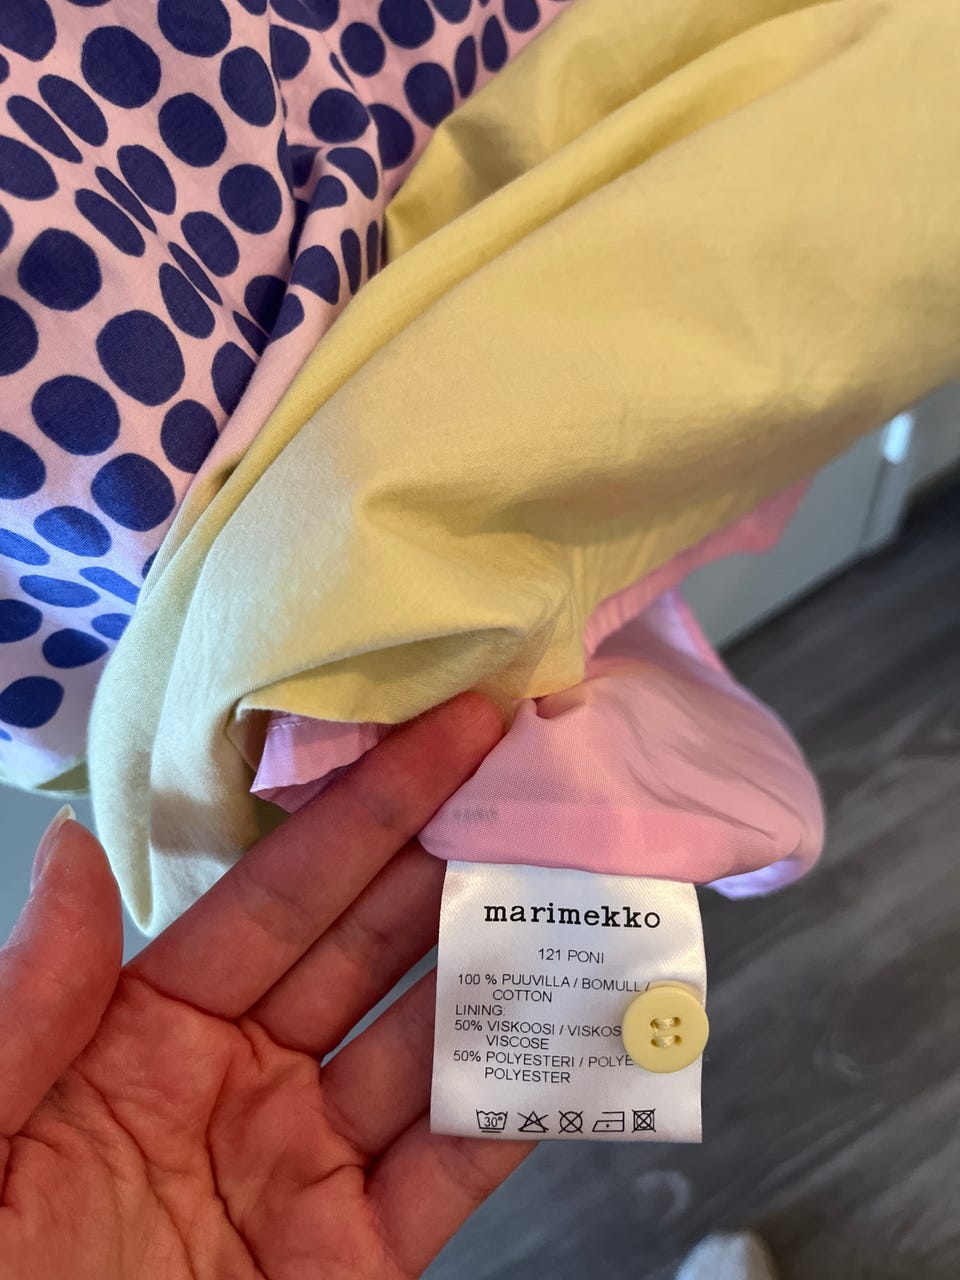 marimekko
121 PONI
100 % PUUVILLA / BOMULL /
COTTON
LINING:
50% VISKOOSI / VISKOS
VISCOSE
50% POLYESTERI / POLYE
POLYESTER
30°